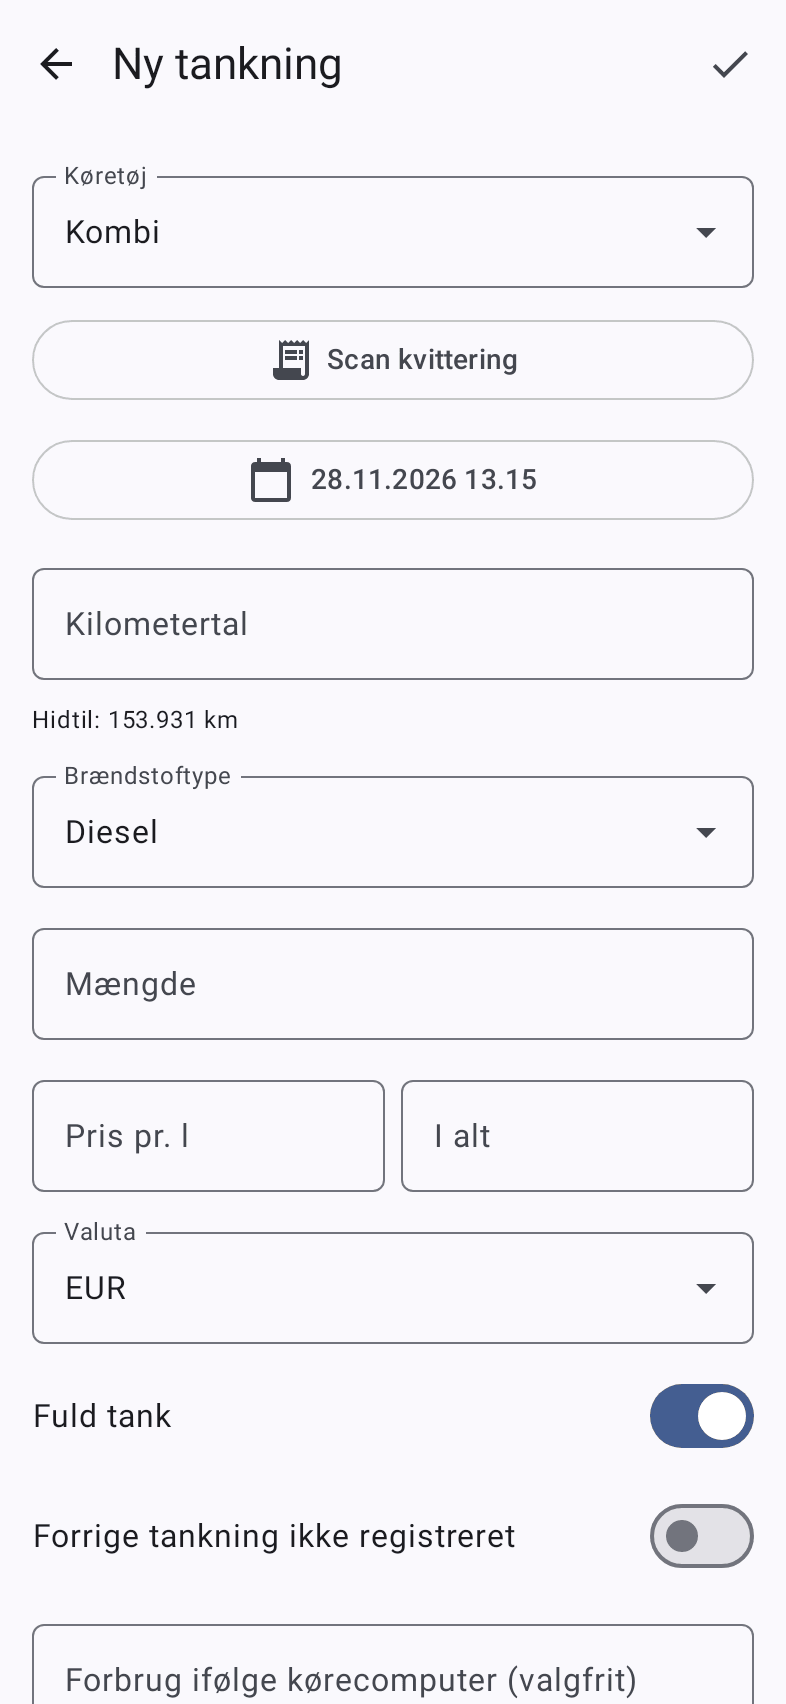 Ny tankning
Køretøj
Kombi
Scan kvittering
28.11.2026 13.15
Kilometertal
Hidtil: 153.931 km
Brændstoftype
Diesel
Mængde
Pris pr. l
I alt
Valuta
EUR
Fuld tank
Forrige tankning ikke registreret
Forbrug ifølge kørecomputer (valgfrit)